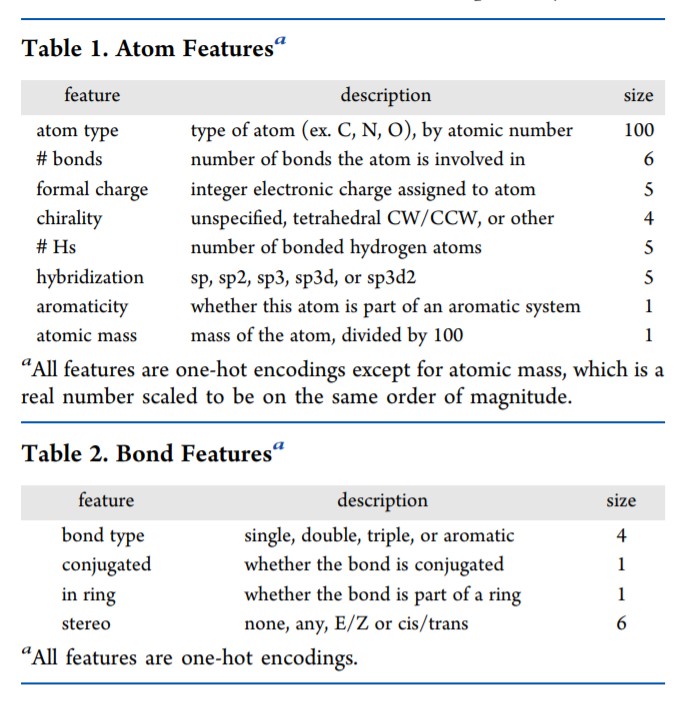 Table 1. Atom Features^a
feature description size
atom type type of atom (ex. C, N, O), by atomic number 100
# bonds number of bonds the atom is involved in 6
formal charge integer electronic charge assigned to atom 5
chirality unspecified, tetrahedral CW/CCW, or other 4
# Hs number of bonded hydrogen atoms 5
hybridization sp, sp2, sp3, sp3d, or sp3d2 5
aromaticity whether this atom is part of an aromatic system 1
atomic mass mass of the atom, divided by 100 1
^aAll features are one-hot encodings except for atomic mass, which is a
real number scaled to be on the same order of magnitude.
Table 2. Bond Features^a
feature description size
bond type single, double, triple, or aromatic 4
conjugated whether the bond is conjugated 1
in ring whether the bond is part of a ring 1
stereo none, any, E/Z or cis/trans 6
^aAll features are one-hot encodings.